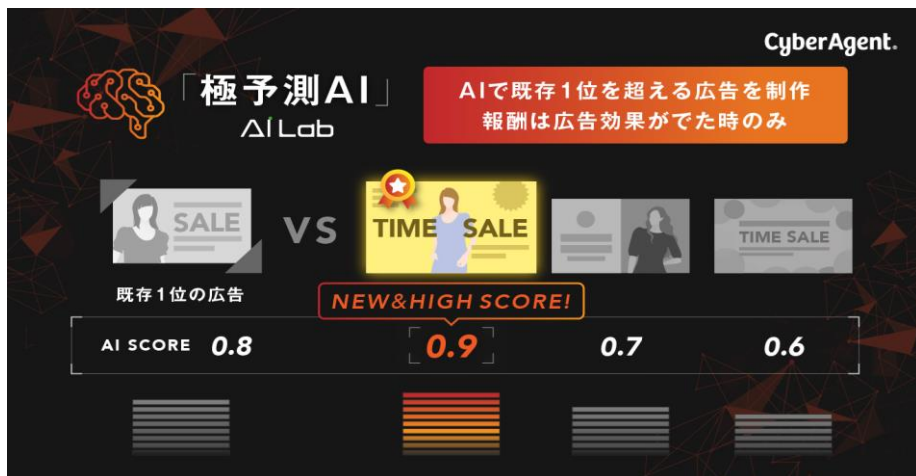 CyberAgent.
「極予測AI」
AI Lab
AIで既存1位を超える広告を制作
報酬は広告効果がでた時のみ
SALE
VS
TIME SALE
TIME SALE
既存1位の広告
NEW&HIGH SCORE!
AI SCORE 0.8 0.9 0.7 0.6